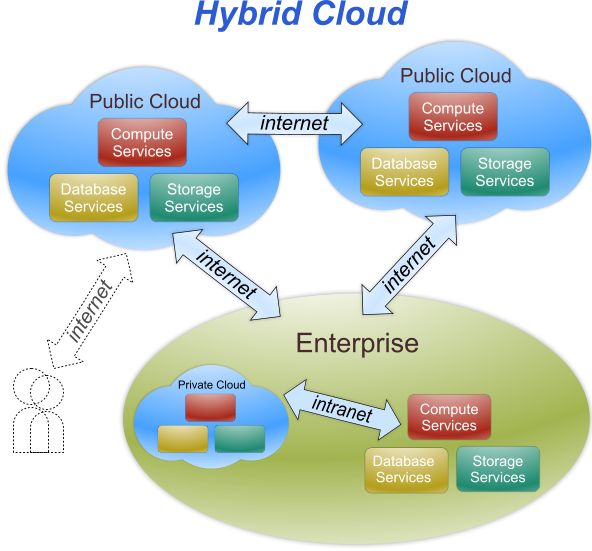 Hybrid Cloud
Public Cloud
Compute
Services
Database
Services
Storage
Services
internet
Public Cloud
Compute
Services
Database
Services
Storage
Services
internet
internet
internet
Enterprise
Private Cloud
intranet
Compute
Services
Database
Services
Storage
Services